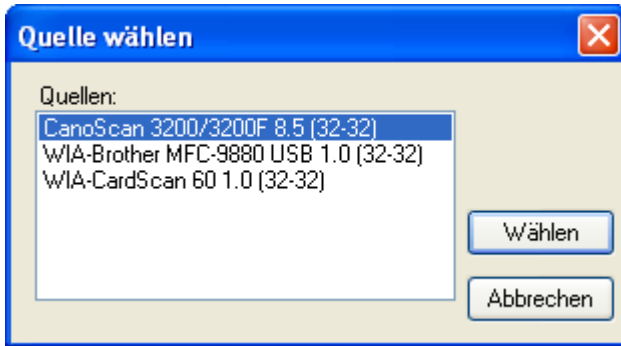 Quelle wählen
Quellen:
CanoScan 3200/3200F 8.5 (32-32)
WIA-Brother MFC-9880 USB 1.0 (32-32)
WIA-CardScan 60 1.0 (32-32)
Wählen
Abbrechen